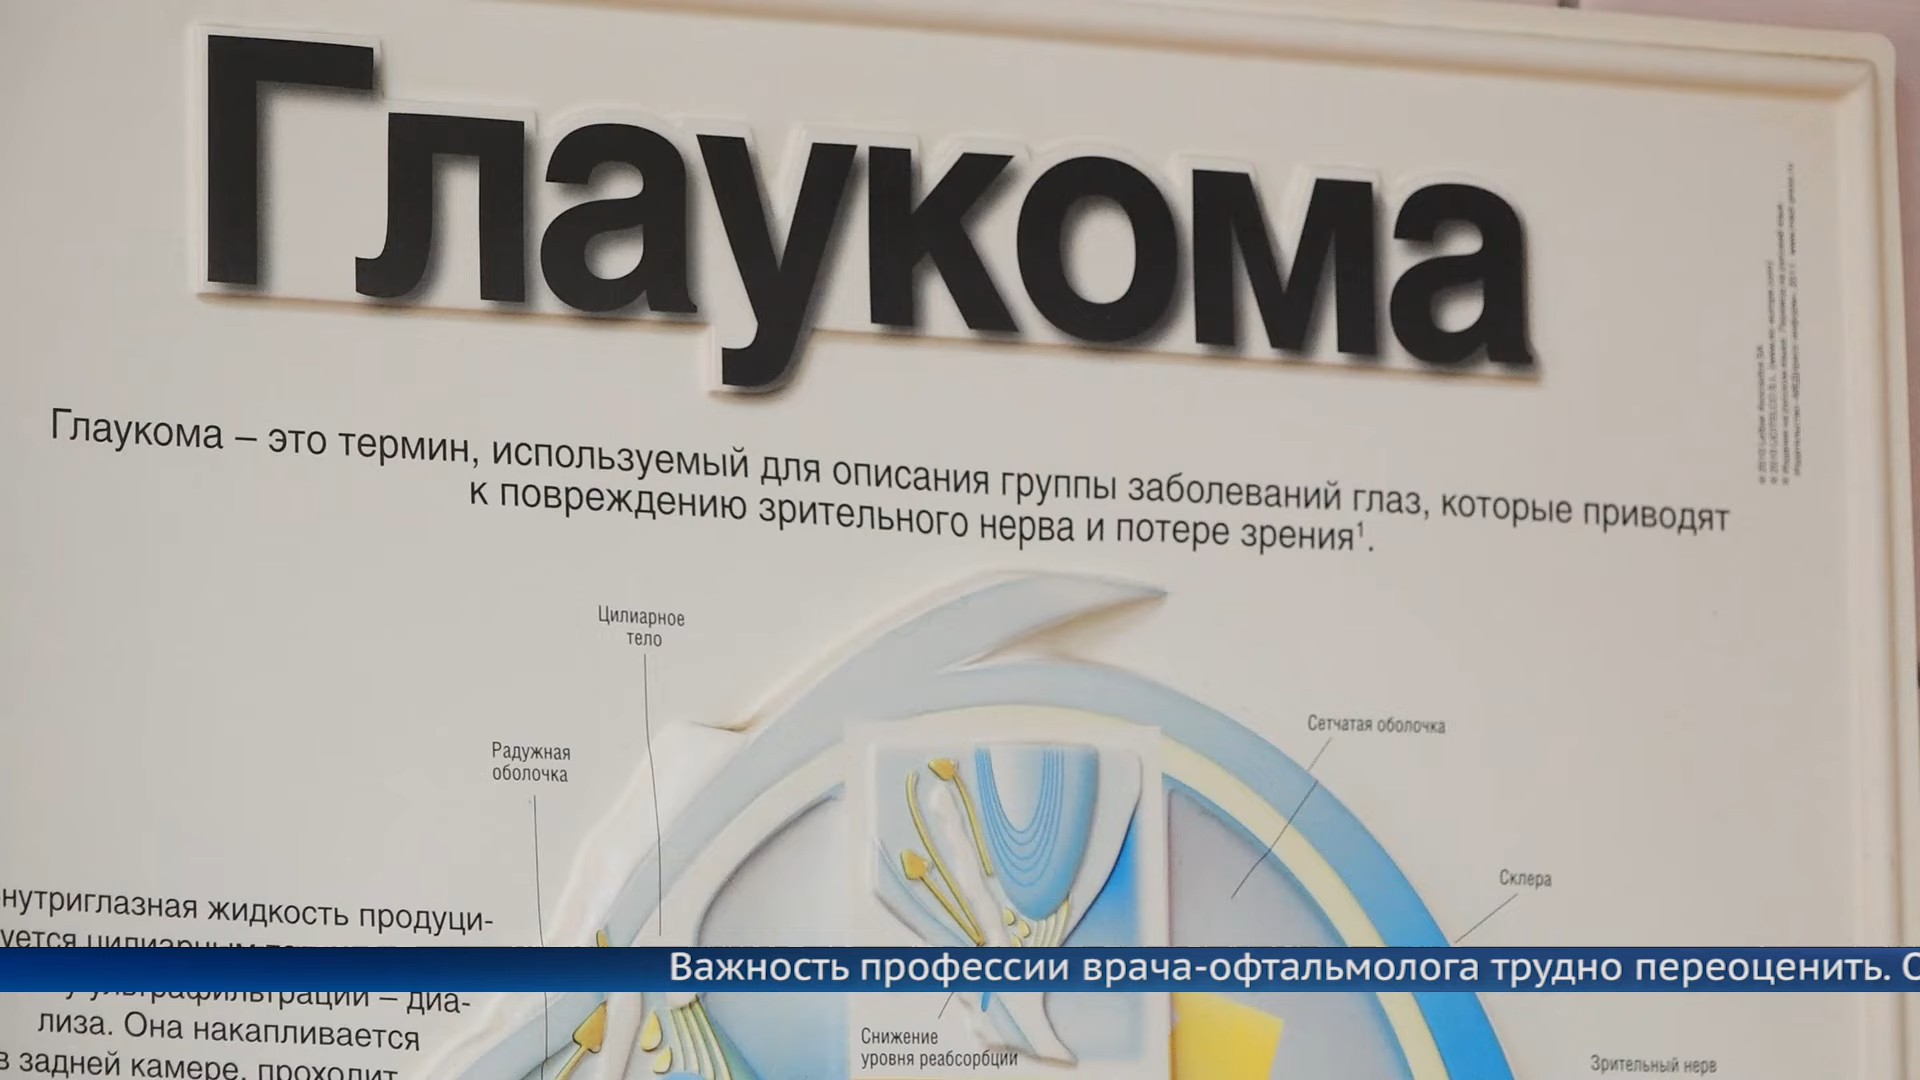 Глаукома
Глаукома – это термин, используемый для описания группы заболеваний глаз, которые приводят
к повреждению зрительного нерва и потере зрения¹.
Цилиарное
тело
Радужная
оболочка
Сетчатая оболочка
Склера
нутриглазная жидкость продуци-
Важность профессии врача-офтальмолога трудно переоценить. С
ультрафильтрации – диа-
лиза. Она накапливается
в задней камере, проходит
Снижение
уровня реабсорбции
Зрительный нерв